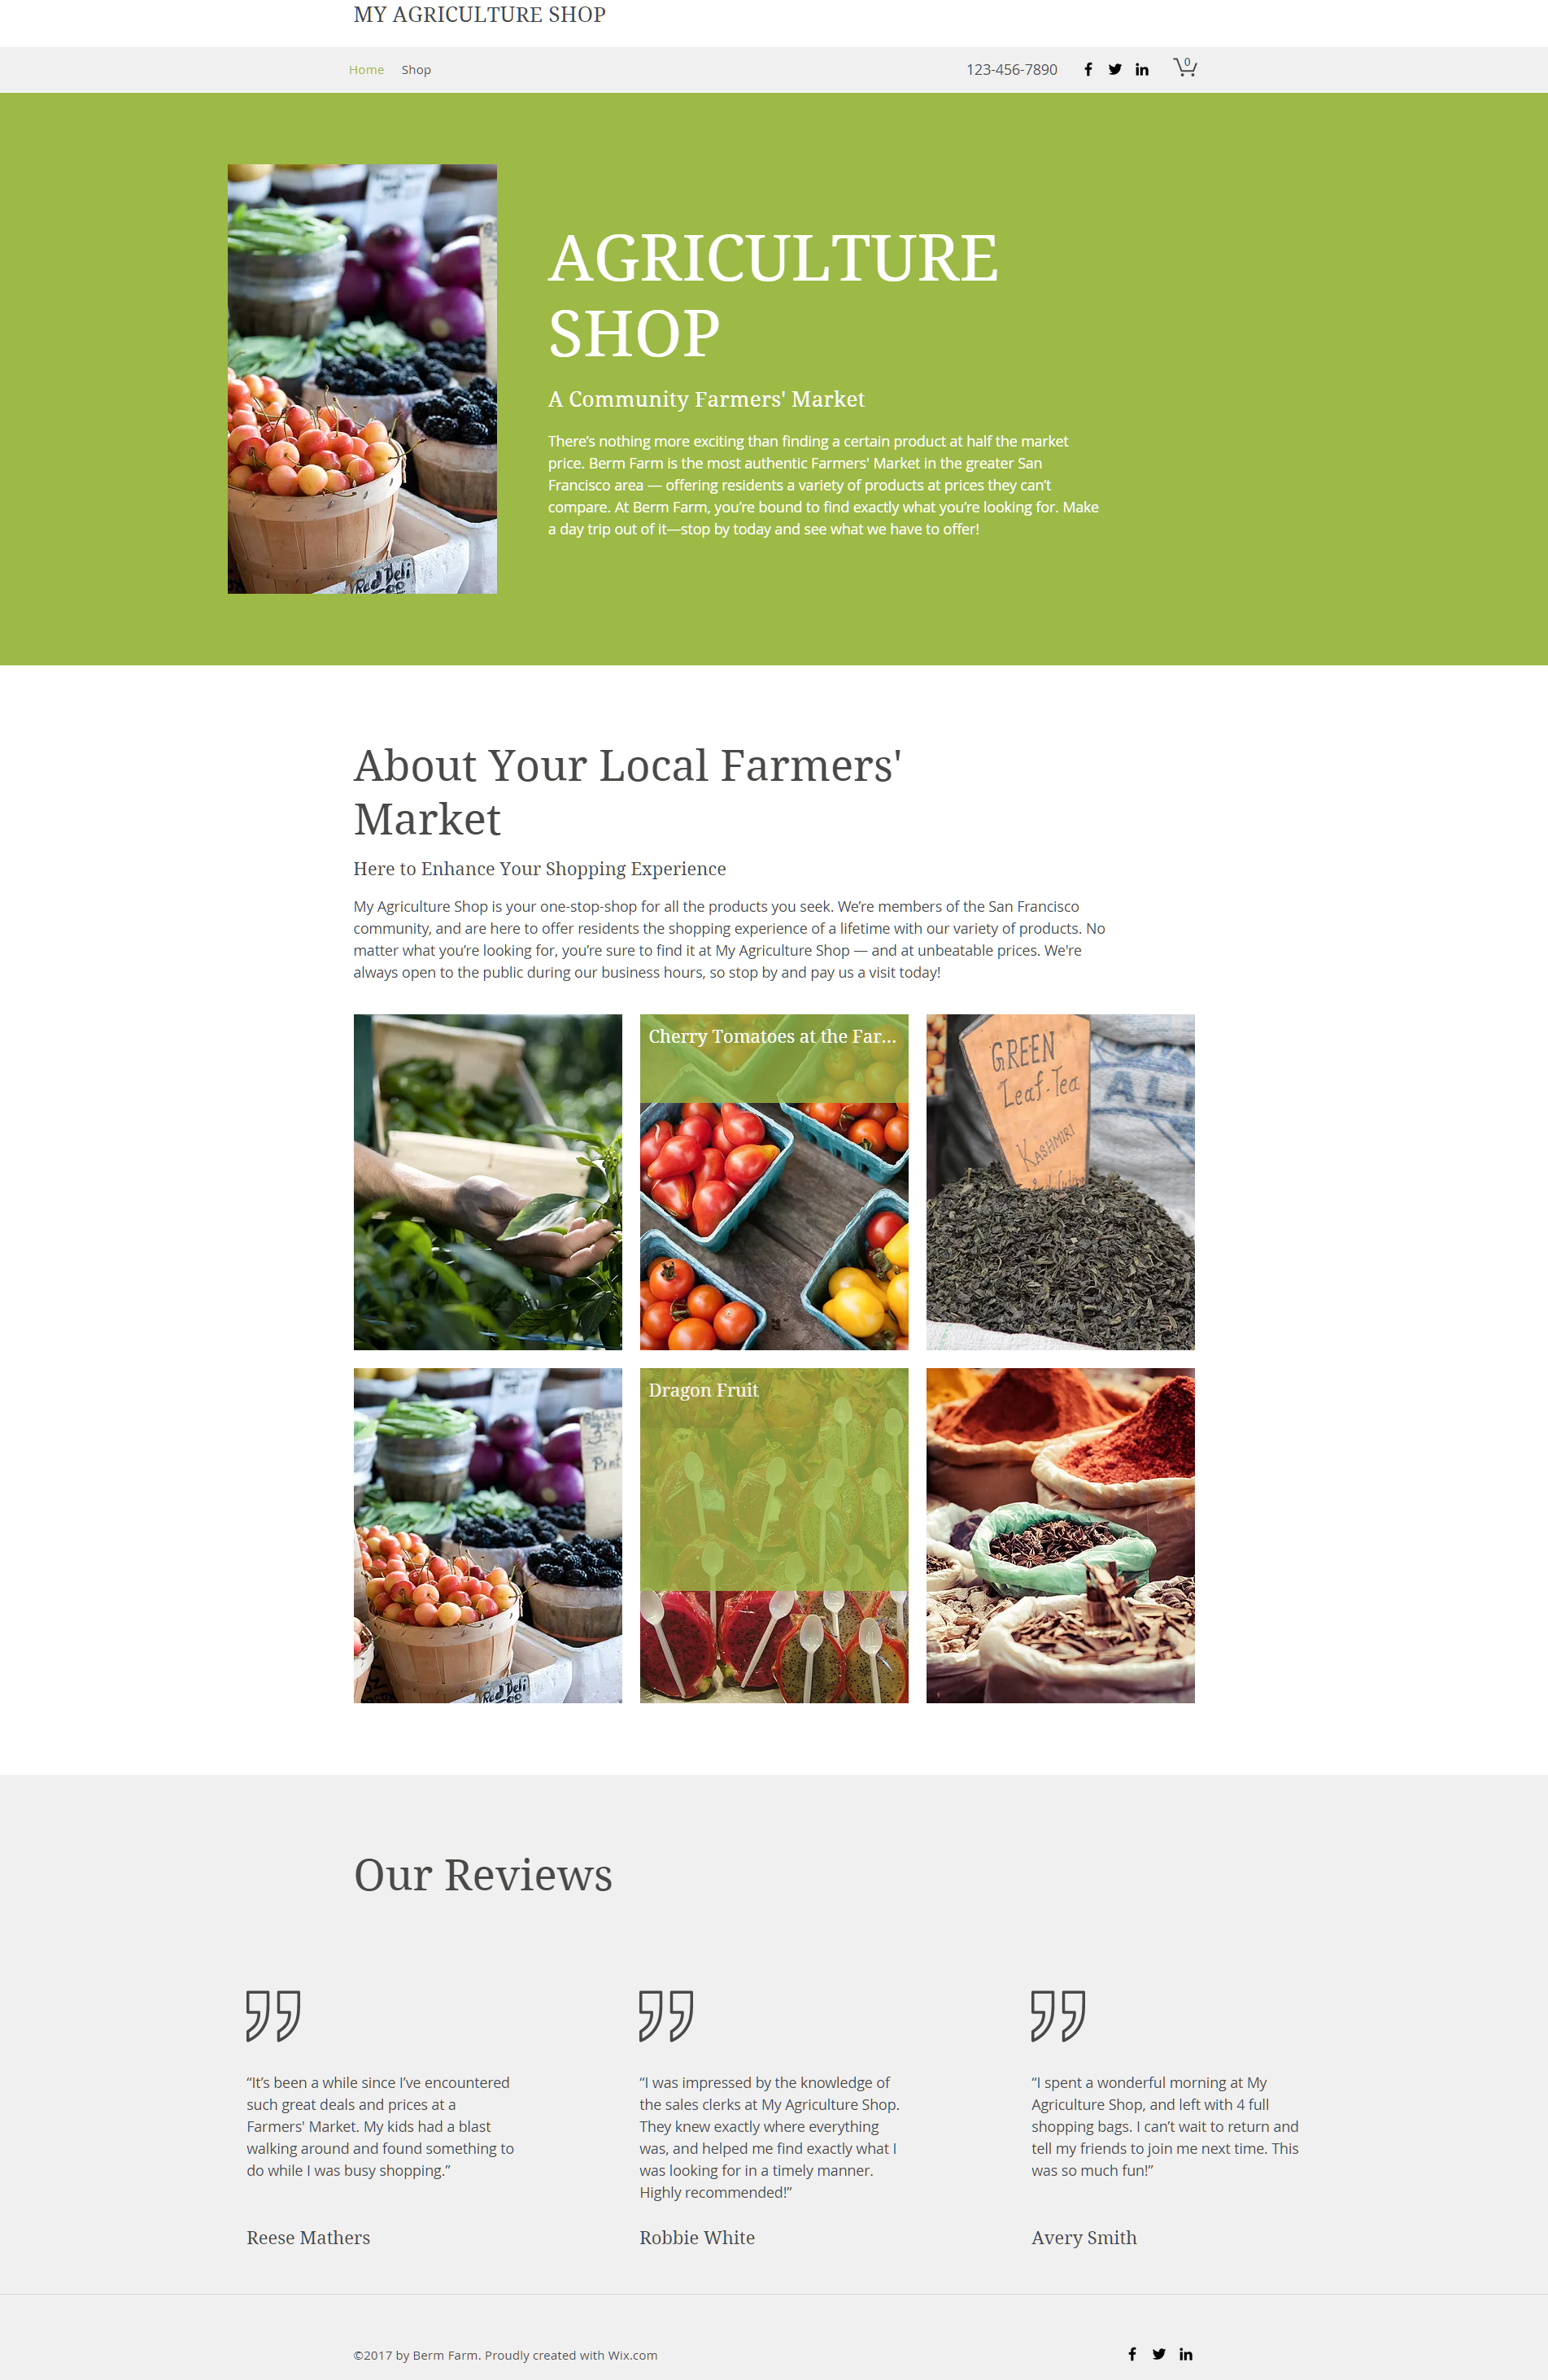 MY AGRICULTURE SHOP
Home Shop 123-456-7890 0
AGRICULTURE
SHOP
A Community Farmers' Market
There’s nothing more exciting than finding a certain product at half the market
price. Berm Farm is the most authentic Farmers' Market in the greater San
Francisco area — offering residents a variety of products at prices they can’t
compare. At Berm Farm, you’re bound to find exactly what you’re looking for. Make
a day trip out of it—stop by today and see what we have to offer!
Red Deli
About Your Local Farmers'
Market
Here to Enhance Your Shopping Experience
My Agriculture Shop is your one-stop-shop for all the products you seek. We’re members of the San Francisco
community, and are here to offer residents the shopping experience of a lifetime with our variety of products. No
matter what you’re looking for, you’re sure to find it at My Agriculture Shop — and at unbeatable prices. We're
always open to the public during our business hours, so stop by and pay us a visit today!
Cherry Tomatoes at the Far...
GREEN
Leaf-Tea
KASHMIRI
Dragon Fruit
Pint
Red Deli
Our Reviews
“It’s been a while since I’ve encountered
such great deals and prices at a
Farmers' Market. My kids had a blast
walking around and found something to
do while I was busy shopping.”
Reese Mathers
“I was impressed by the knowledge of
the sales clerks at My Agriculture Shop.
They knew exactly where everything
was, and helped me find exactly what I
was looking for in a timely manner.
Highly recommended!”
Robbie White
“I spent a wonderful morning at My
Agriculture Shop, and left with 4 full
shopping bags. I can’t wait to return and
tell my friends to join me next time. This
was so much fun!”
Avery Smith
©2017 by Berm Farm. Proudly created with Wix.com